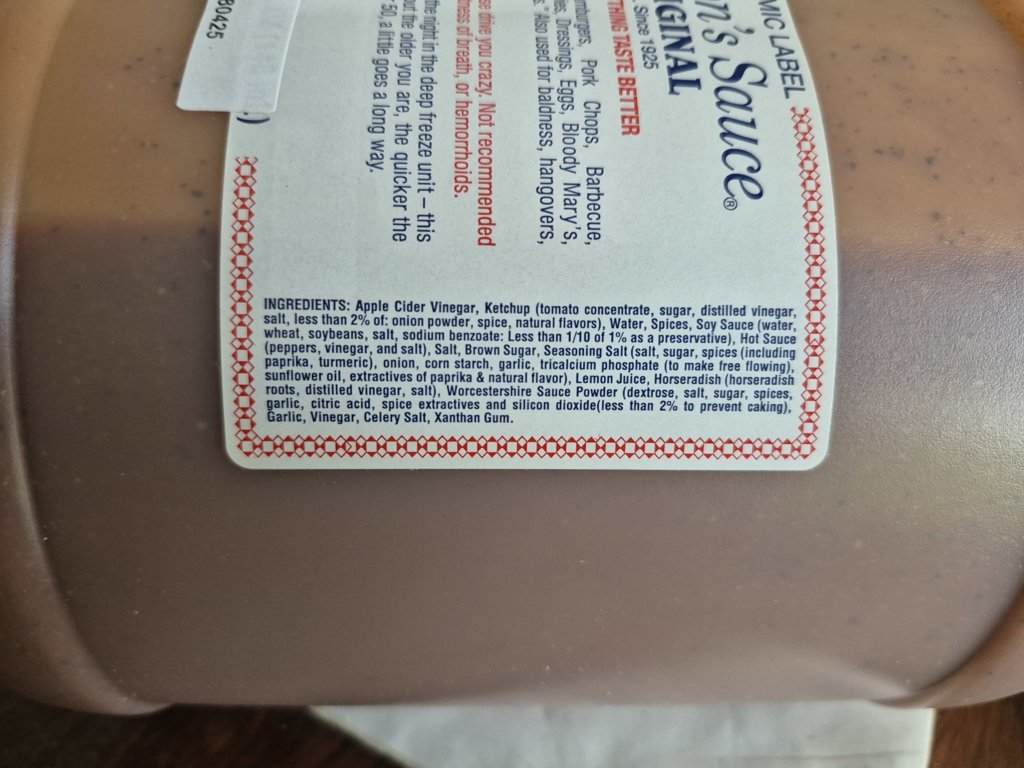 MIC LABEL
n's Sauce®
IGINAL
Since 1925
THING TASTE BETTER
mburgers, Pork Chops, Barbecue,
ies, Dressings, Eggs, Bloody Mary's,
s." Also used for baldness, hangovers,
se drive you crazy. Not recommended
tness of breath, or hemorrhoids.
the night in the deep freeze unit – this
ut the older you are, the quicker the
50, a little goes a long way.
80425
INGREDIENTS: Apple Cider Vinegar, Ketchup (tomato concentrate, sugar, distilled vinegar,
salt, less than 2% of: onion powder, spice, natural flavors), Water, Spices, Soy Sauce (water,
wheat, soybeans, salt, sodium benzoate: Less than 1/10 of 1% as a preservative), Hot Sauce
(peppers, vinegar, and salt), Salt, Brown Sugar, Seasoning Salt (salt, sugar, spices (including
paprika, turmeric), onion, corn starch, garlic, tricalcium phosphate (to make free flowing),
sunflower oil, extractives of paprika & natural flavor), Lemon Juice, Horseradish (horseradish
roots, distilled vinegar, salt), Worcestershire Sauce Powder (dextrose, salt, sugar, spices,
garlic, citric acid, spice extractives and silicon dioxide(less than 2% to prevent caking),
Garlic, Vinegar, Celery Salt, Xanthan Gum.